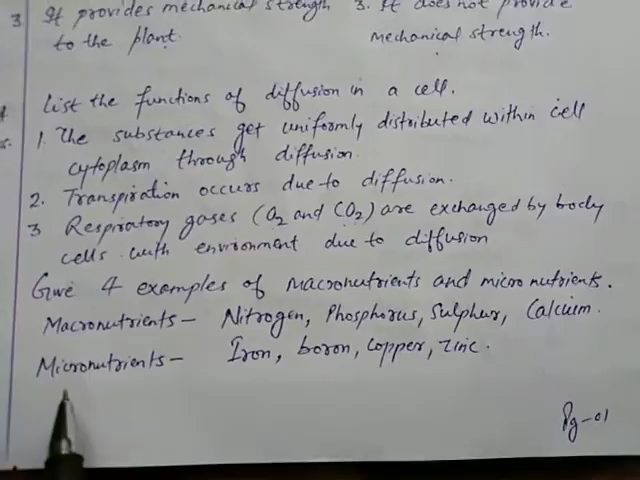 3 It provides mechanical strength 3. It does not provide
to the plant. mechanical strength.
List the functions of diffusion in a cell.
1. The substances get uniformly distributed within cell
cytoplasm through diffusion.
2. Transpiration occurs due to diffusion.
3 Respiratory gases (O2 and CO2) are exchanged by body
cells with environment due to diffusion
Give 4 examples of macronutrients and micronutrients.
Macronutrients - Nitrogen, Phosphorus, Sulphur, Calcium.
Micronutrients - Iron, boron, copper, zinc.
Pg-01